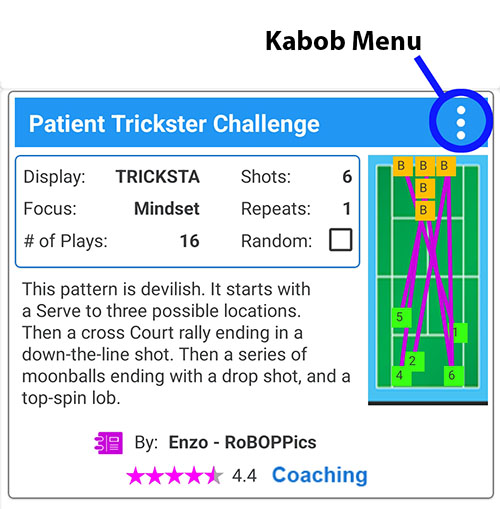 Kabob Menu
Patient Trickster Challenge
Display: TRICKSTA Shots: 6
Focus: Mindset Repeats: 1
# of Plays: 16 Random:
B B B
B
B
5
1
2
4 6
This pattern is devilish. It starts with
a Serve to three possible locations.
Then a cross Court rally ending in a
down-the-line shot. Then a series of
moonballs ending with a drop shot, and a
top-spin lob.
By: Enzo - RoBOPPics
4.4 Coaching